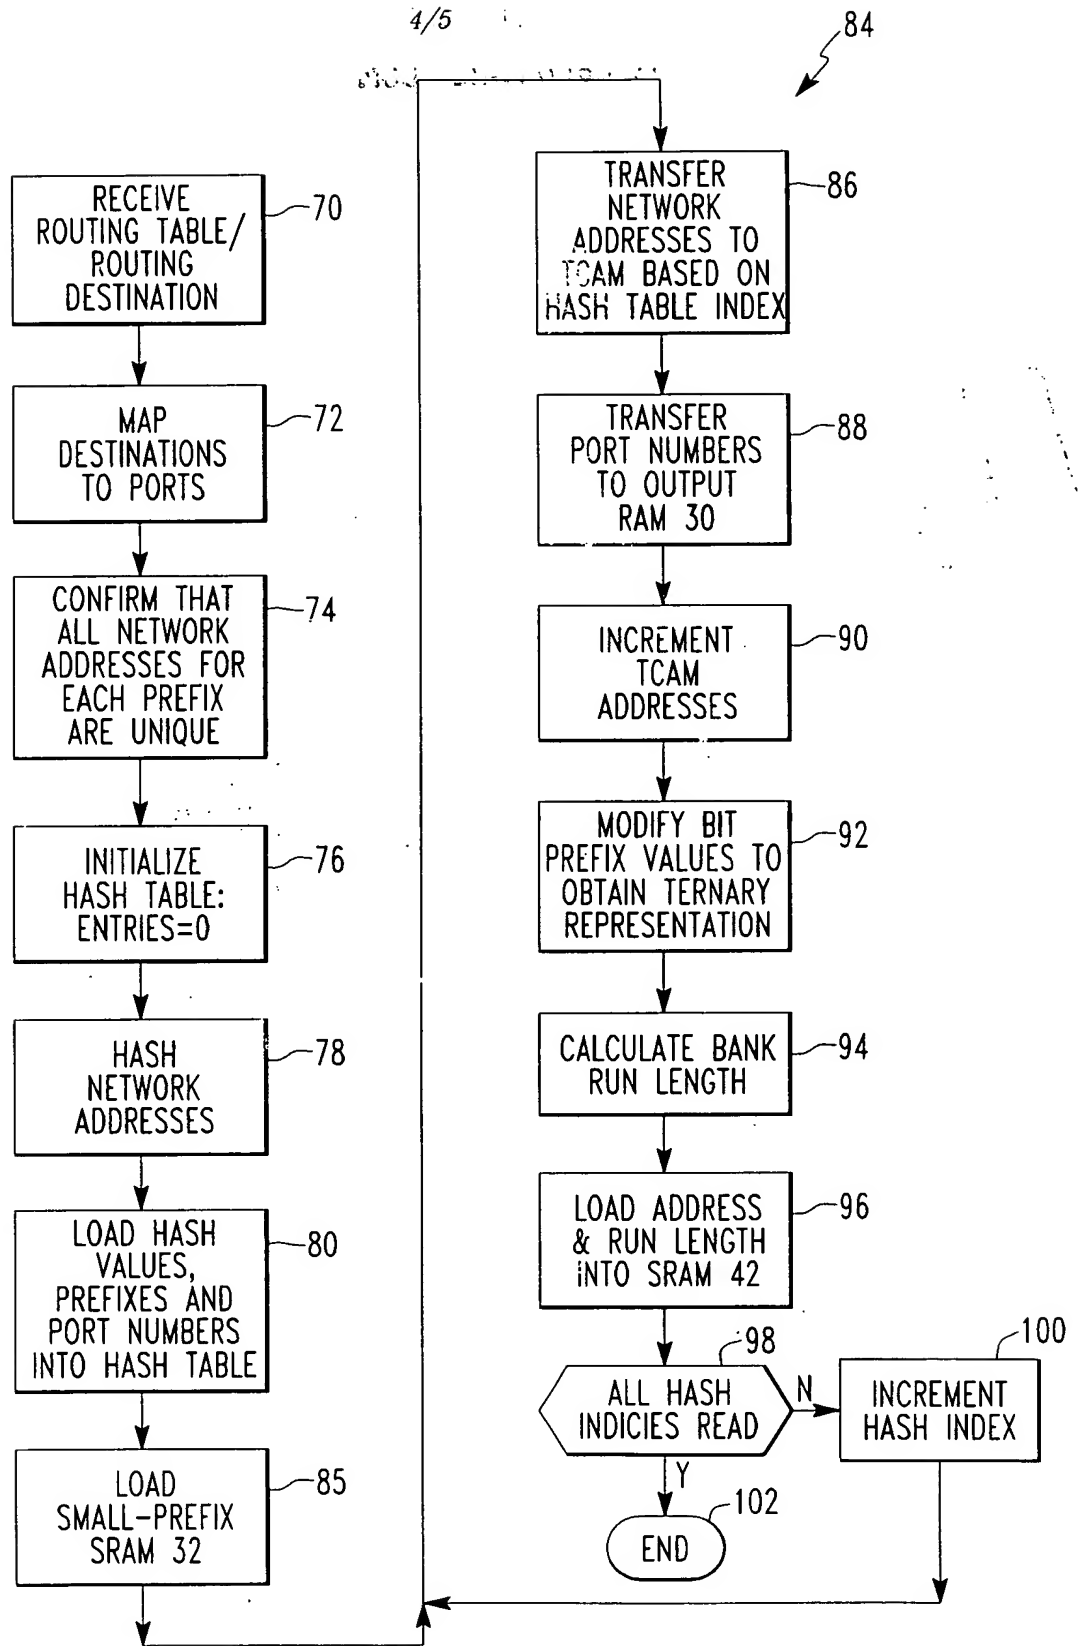 4/5
84
RECEIVE
ROUTING TABLE/
ROUTING
DESTINATION
70
MAP
DESTINATIONS
TO PORTS
72
CONFIRM THAT
ALL NETWORK
ADDRESSES FOR
EACH PREFIX
ARE UNIQUE
74
INITIALIZE
HASH TABLE:
ENTRIES=0
76
HASH
NETWORK
ADDRESSES
78
LOAD HASH
VALUES,
PREFIXES AND
PORT NUMBERS
INTO HASH TABLE
80
LOAD
SMALL-PREFIX
SRAM 32
85
TRANSFER
NETWORK
ADDRESSES TO
TCAM BASED ON
HASH TABLE INDEX
86
TRANSFER
PORT NUMBERS
TO OUTPUT
RAM 30
88
INCREMENT
TCAM
ADDRESSES
90
MODIFY BIT
PREFIX VALUES TO
OBTAIN TERNARY
REPRESENTATION
92
CALCULATE BANK
RUN LENGTH
94
LOAD ADDRESS
& RUN LENGTH
INTO SRAM 42
96
ALL HASH
INDICIES READ
98
N
Y
INCREMENT
HASH INDEX
100
END
102